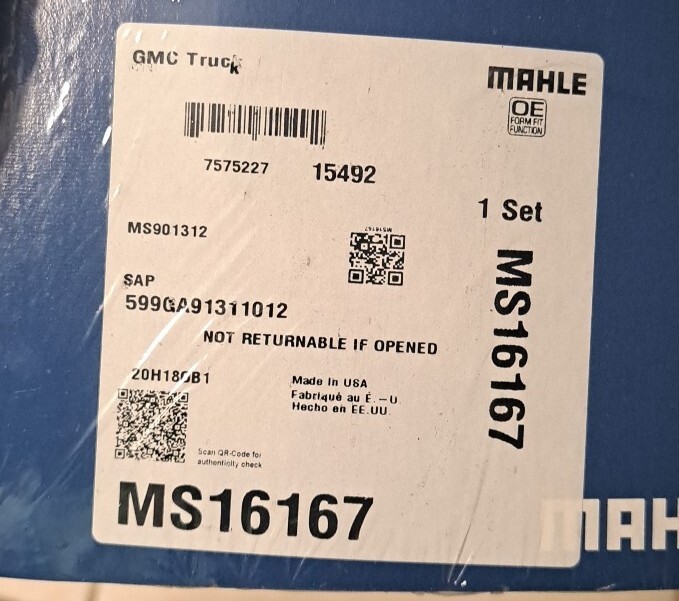 GMC Truck
MAHLE
OE
FORM FIT
FUNCTION
7575227 15492
1 Set
MS901312
MS16167
SAP
599GA91311012
NOT RETURNABLE IF OPENED
MS16167
20H180B1
Made in USA
Fabriqué au É.-U.
Hecho en EE.UU.
Scan QR-Code for
authenticity check
MS16167
MAH